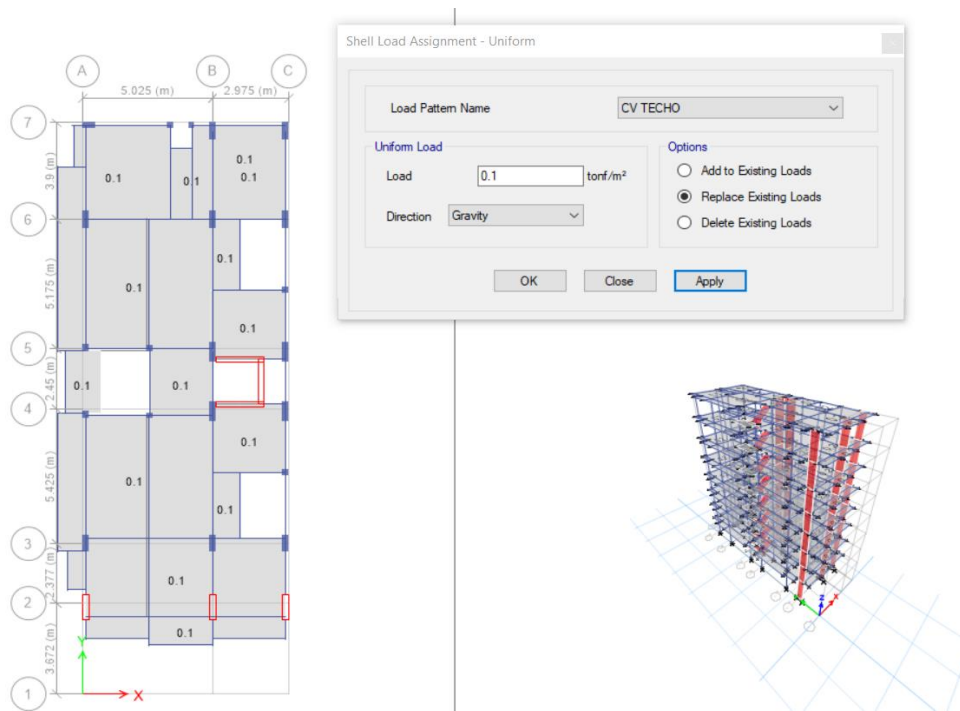 Shell Load Assignment - Uniform
Load Pattern Name
CV TECHO
Uniform Load
Load
0.1
tonf/m²
Direction
Gravity
Options
Add to Existing Loads
Replace Existing Loads
Delete Existing Loads
OK
Close
Apply
A
B
C
5.025 (m)
2.975 (m)
7
3.9 (m)
0.1
0.1
0.1
0.1
6
0.1
5.175 (m)
0.1
0.1
5
2.45 (m)
0.1
0.1
4
0.1
5.425 (m)
0.1
0.1
3
2.377 (m)
0.1
2
3.672 (m)
0.1
Y
1
X
Z
X